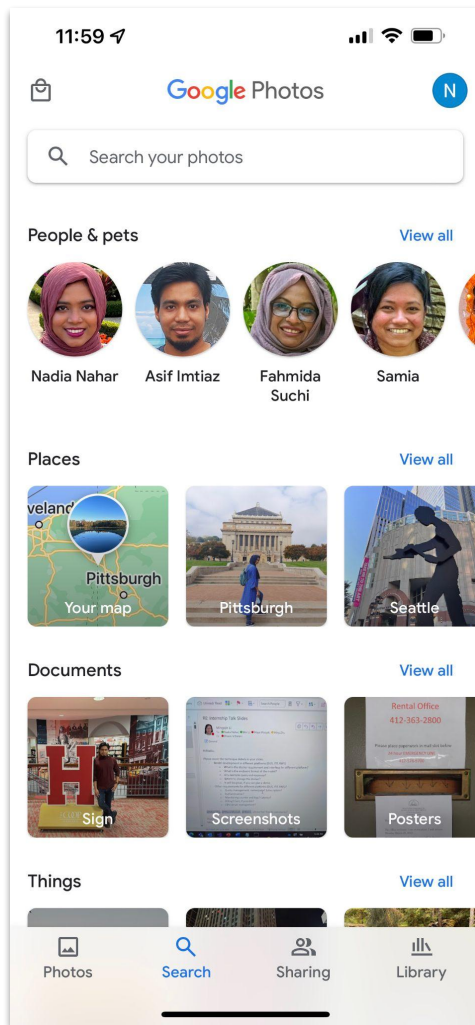 11:59
Google Photos
N
Search your photos
People & pets
View all
Nadia Nahar
Asif Imtiaz
Fahmida
Suchi
Samia
Places
View all
veland
Pittsburgh
Your map
Pittsburgh
Seattle
Documents
View all
Rental Office
412-363-2800
H
Sign
Screenshots
Posters
Things
View all
Photos
Search
Sharing
Library